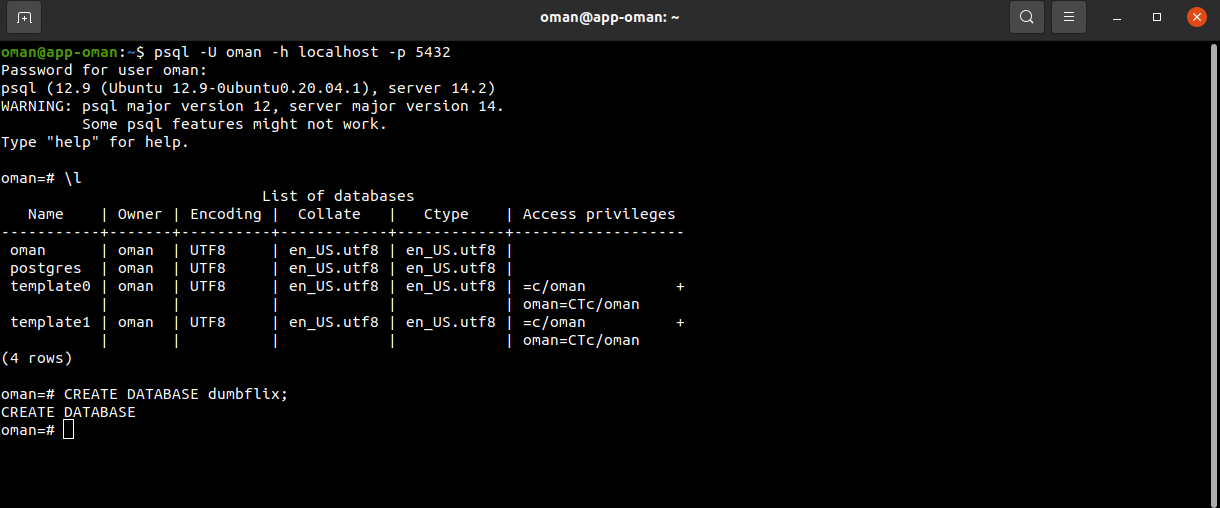 oman@app-oman: ~
oman@app-oman:~$ psql -U oman -h localhost -p 5432
Password for user oman:
psql (12.9 (Ubuntu 12.9-0ubuntu0.20.04.1), server 14.2)
WARNING: psql major version 12, server major version 14.
         Some psql features might not work.
Type "help" for help.

oman=# \l
                             List of databases
   Name    | Owner | Encoding |  Collate   |   Ctype    | Access privileges
-----------+-------+----------+------------+------------+-------------------
 oman      | oman  | UTF8     | en_US.utf8 | en_US.utf8 |
 postgres  | oman  | UTF8     | en_US.utf8 | en_US.utf8 |
 template0 | oman  | UTF8     | en_US.utf8 | en_US.utf8 | =c/oman          +
           |       |          |            |            | oman=CTc/oman
 template1 | oman  | UTF8     | en_US.utf8 | en_US.utf8 | =c/oman          +
           |       |          |            |            | oman=CTc/oman
(4 rows)

oman=# CREATE DATABASE dumbflix;
CREATE DATABASE
oman=#